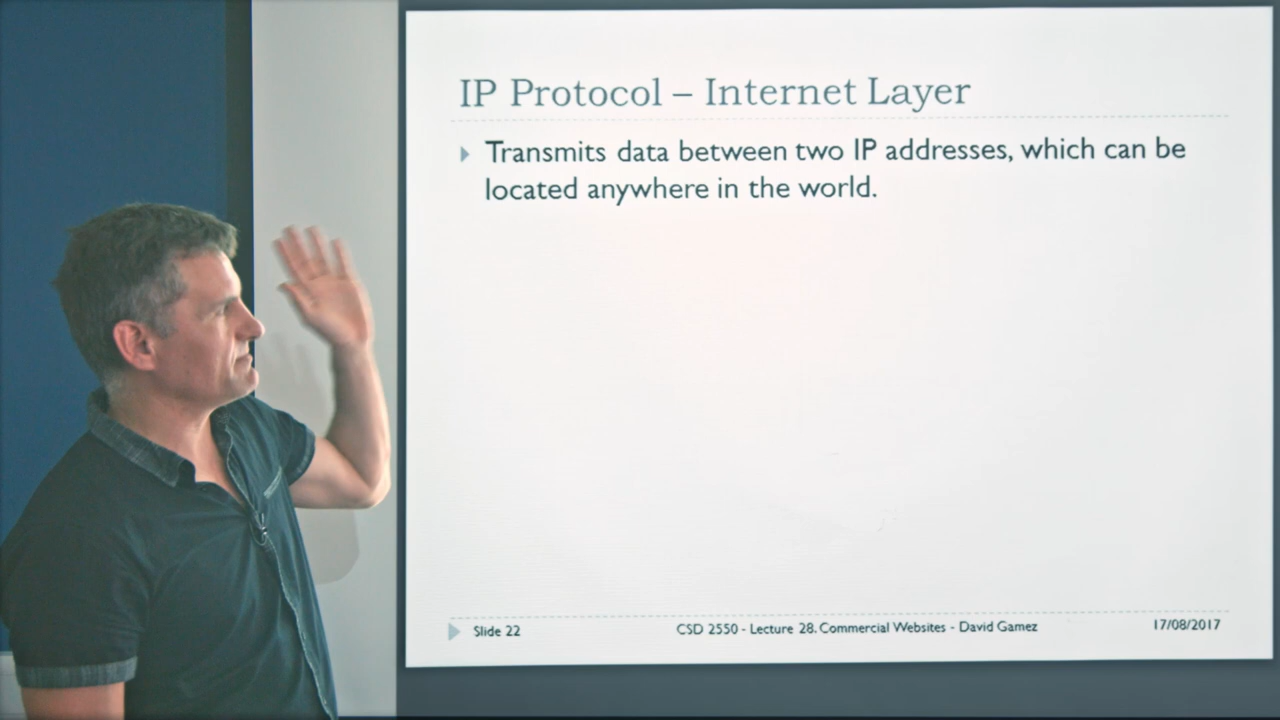 IP Protocol – Internet Layer
Transmits data between two IP addresses, which can be
located anywhere in the world.
Slide 22
CSD 2550 - Lecture 28. Commercial Websites - David Gamez
17/08/2017